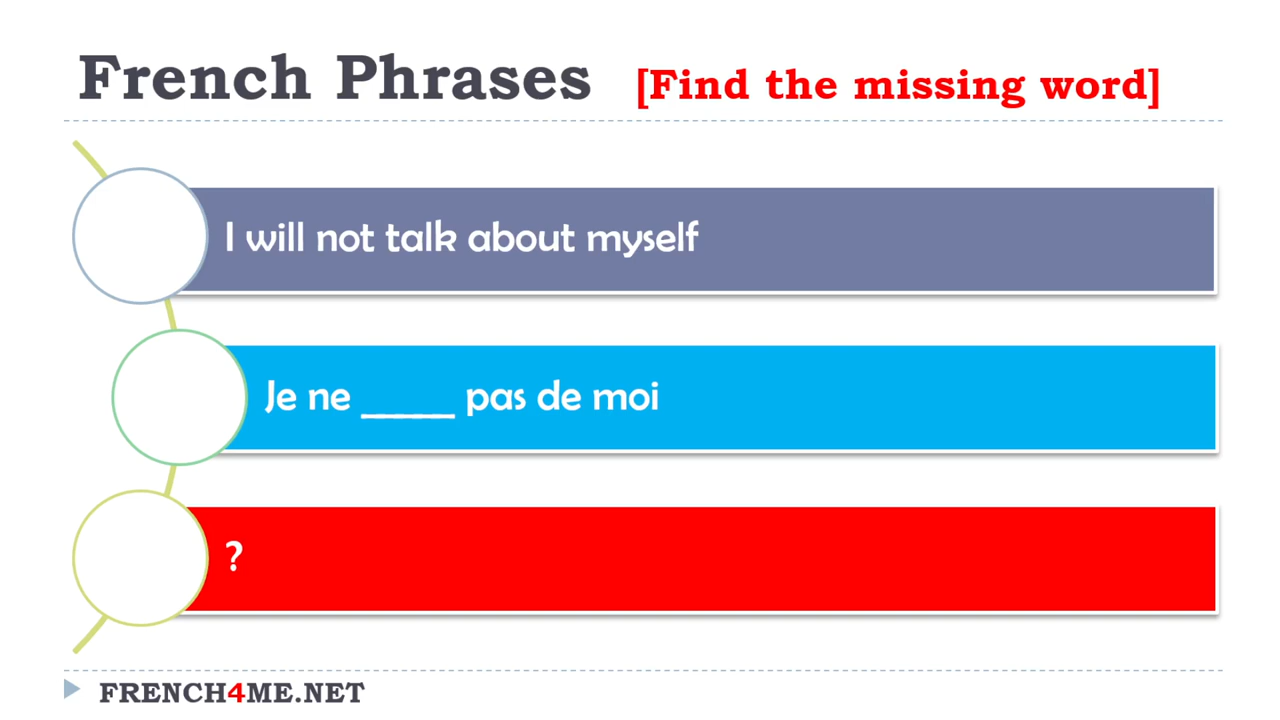 French Phrases [Find the missing word]
I will not talk about myself
Je ne _____ pas de moi
?
FRENCH4ME.NET